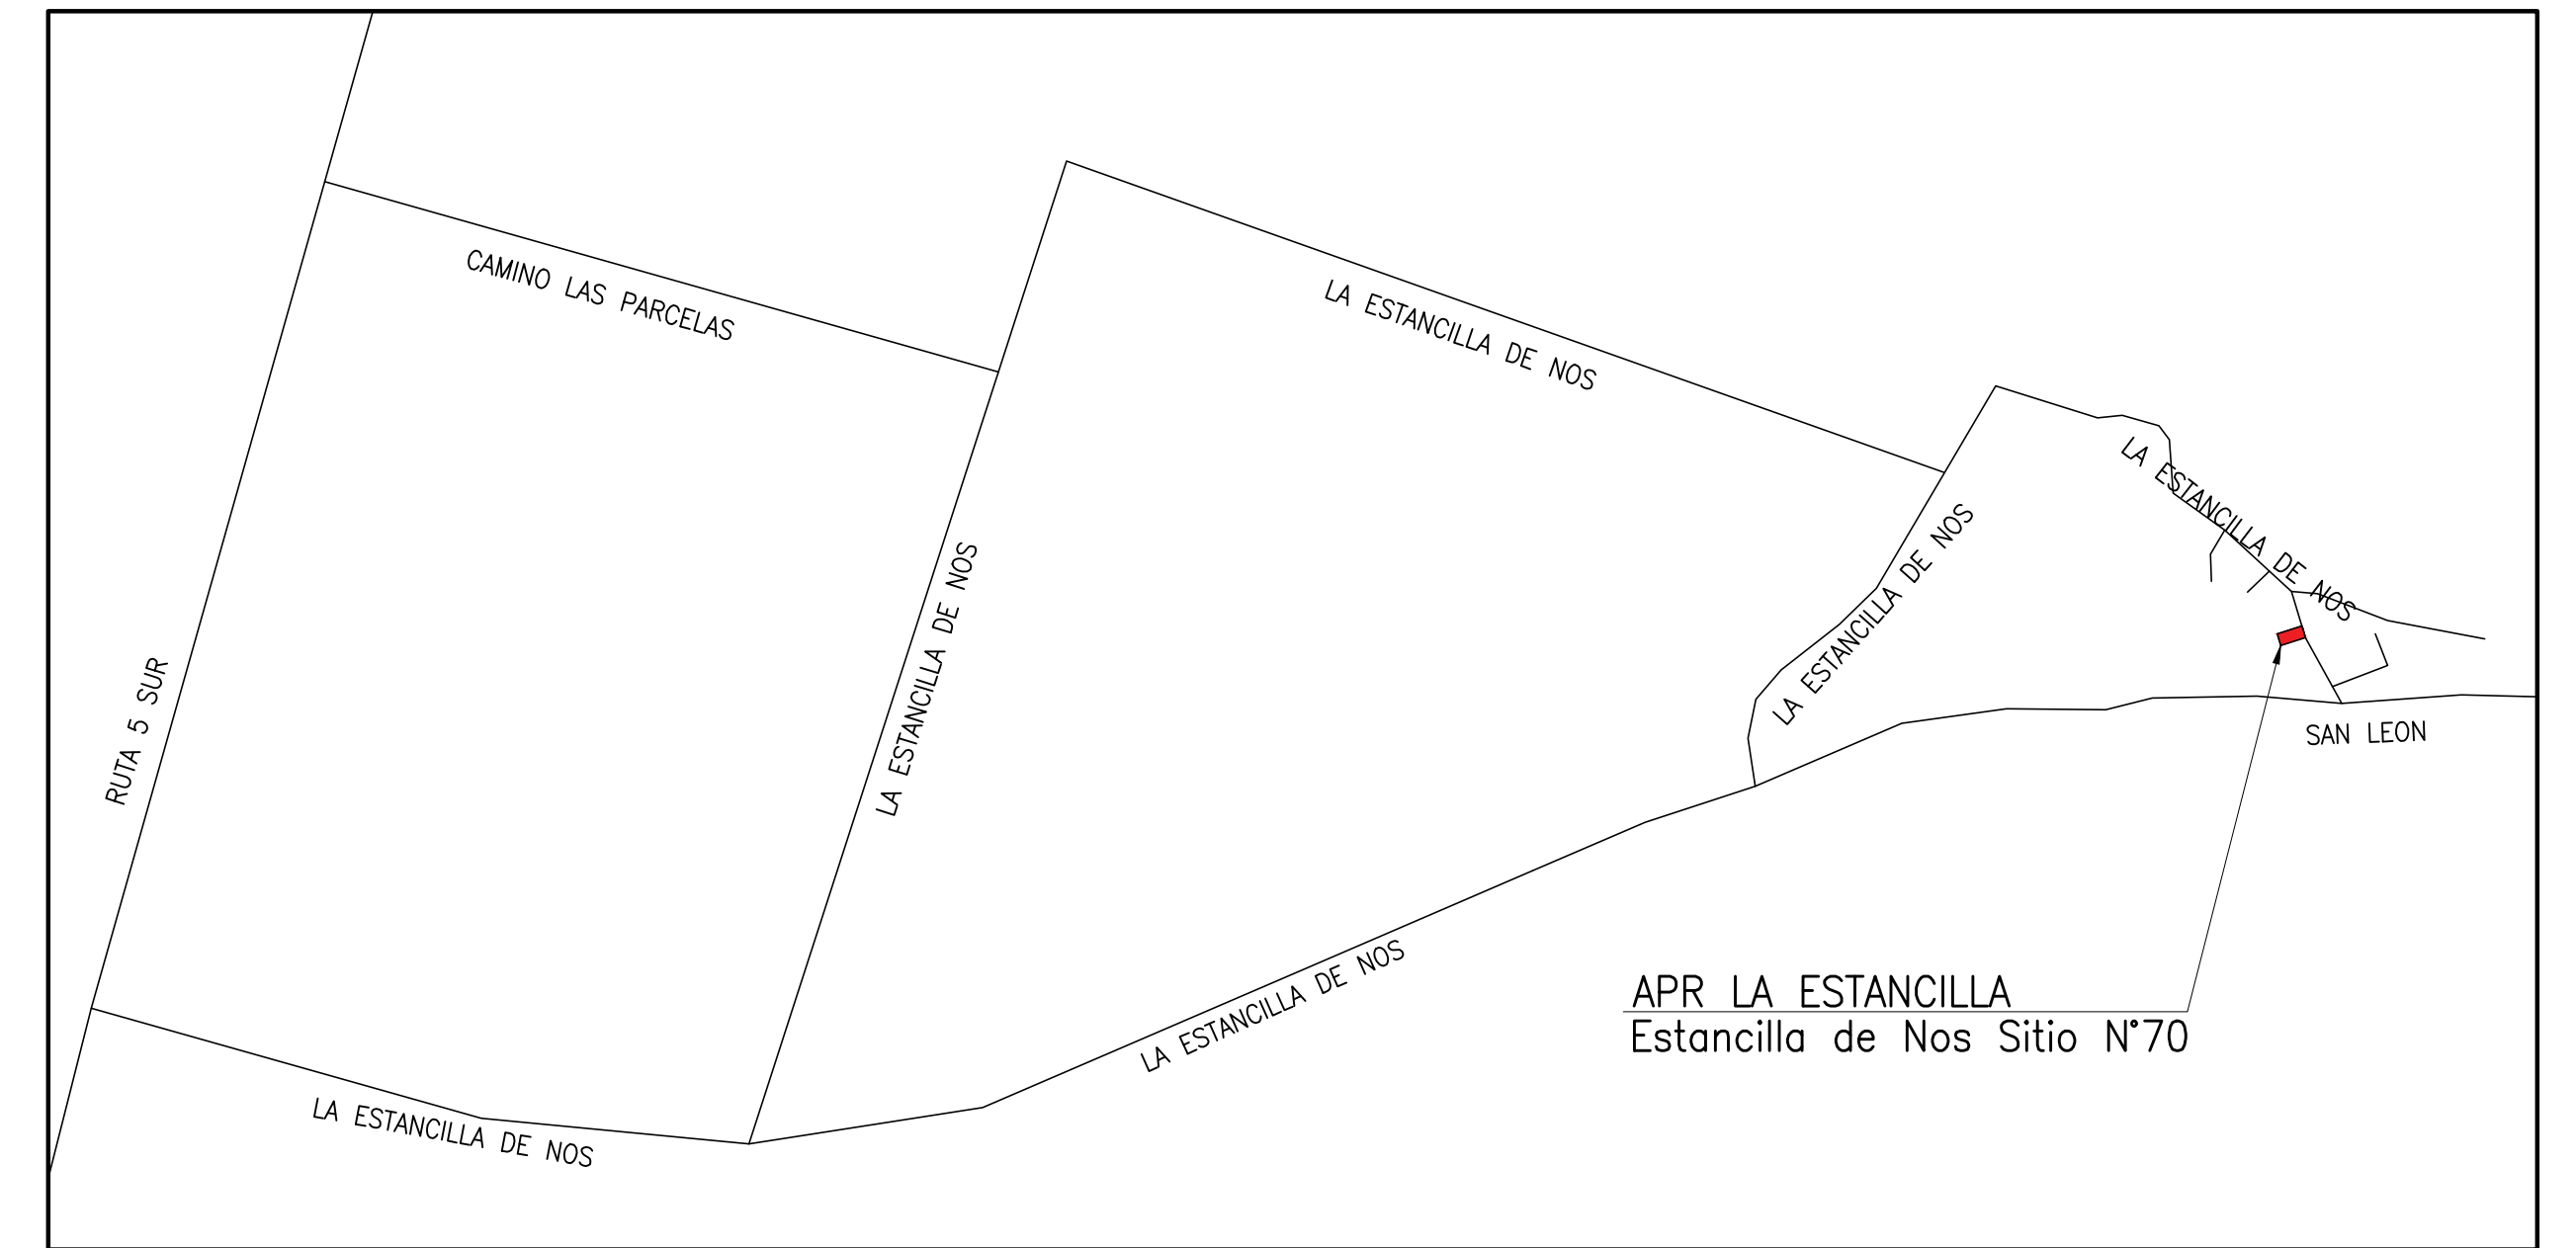 CAMINO LAS PARCELAS
LA ESTANCILLA DE NOS
LA ESTANCILLA DE NOS
LA ESTANCILLA DE NOS
LA ESTANCILLA DE NOS
RUTA 5 SUR
SAN LEON
LA ESTANCILLA DE NOS
APR LA ESTANCILLA
Estancilla de Nos Sitio N°70
LA ESTANCILLA DE NOS